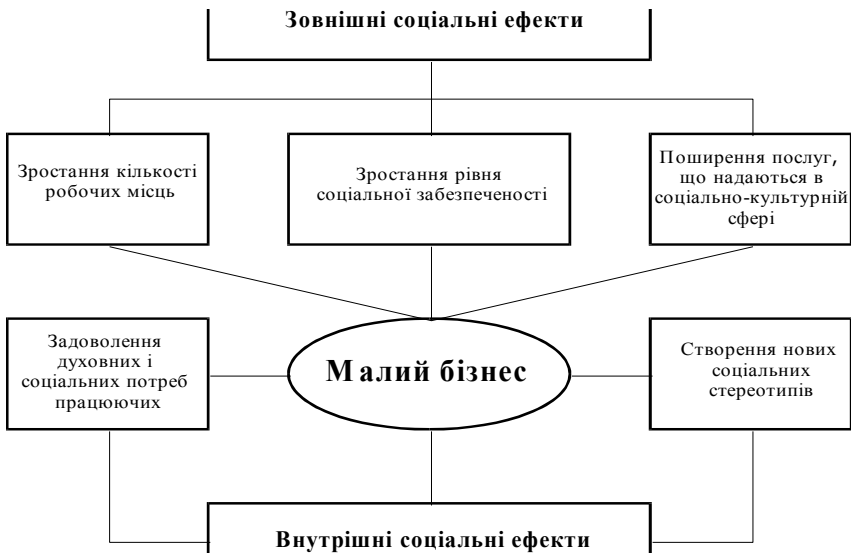 Зовнішні соціальні ефекти
Зростання кількості
робочих місць
Зростання рівня
соціальної забезпеченості
Поширення послуг,
що надаються в
соціально-культурній
сфері
Задоволення
духовних і
соціальних потреб
працюючих
Малий бізнес
Створення нових
соціальних
стереотипів
Внутрішні соціальні ефекти